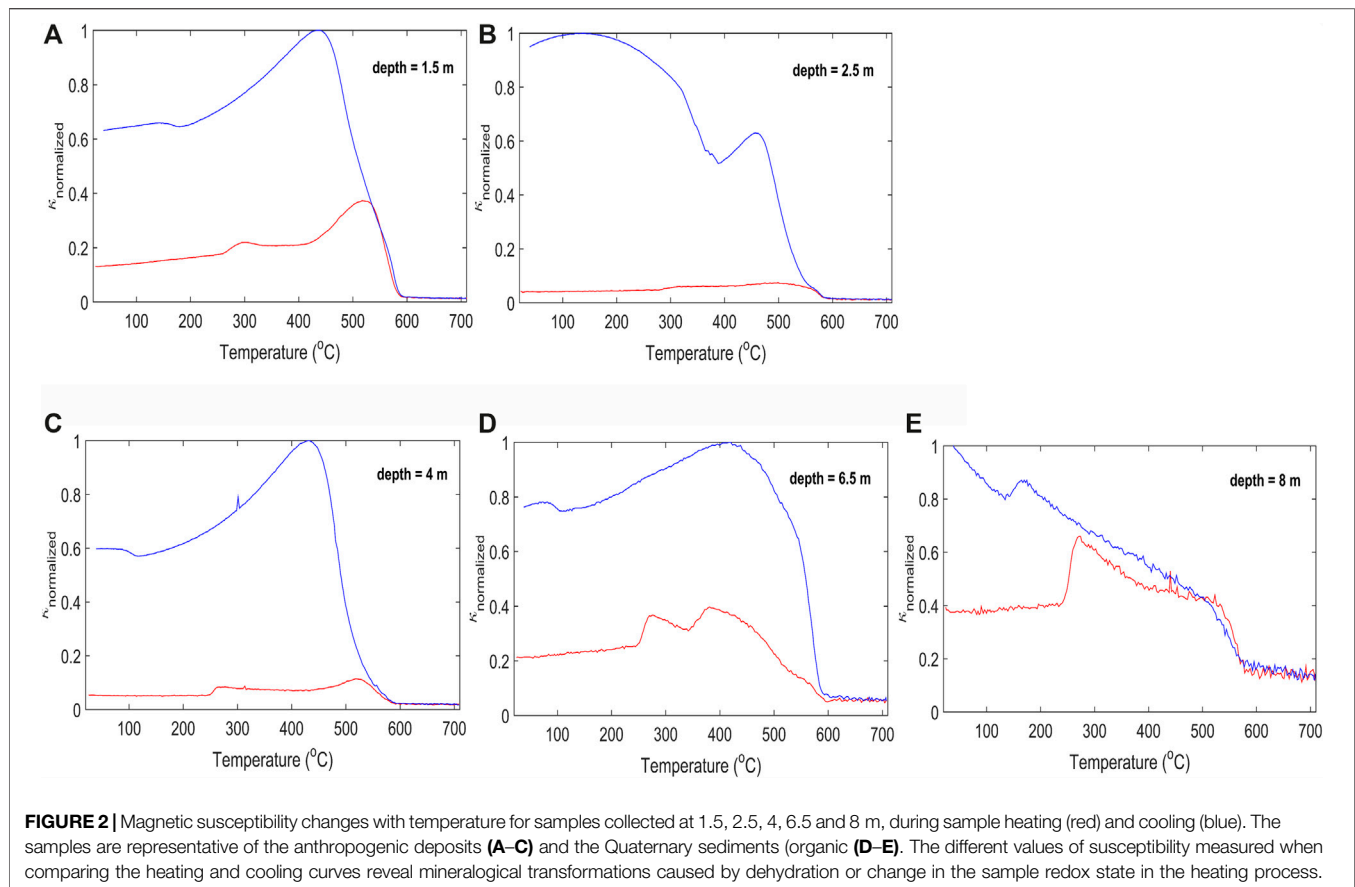 A
depth = 1.5 m
κnormalized
1
0.8
0.6
0.4
0.2
0
100 200 300 400 500 600 700
Temperature (oC)
B
depth = 2.5 m
κnormalized
1
0.8
0.6
0.4
0.2
0
100 200 300 400 500 600 700
Temperature (oC)
C
depth = 4 m
κnormalized
1
0.8
0.6
0.4
0.2
0
100 200 300 400 500 600 700
Temperature (oC)
D
depth = 6.5 m
κnormalized
1
0.8
0.6
0.4
0.2
0
100 200 300 400 500 600 700
Temperature (oC)
E
depth = 8 m
κnormalized
1
0.8
0.6
0.4
0.2
0
100 200 300 400 500 600 700
Temperature (oC)
FIGURE 2 | Magnetic susceptibility changes with temperature for samples collected at 1.5, 2.5, 4, 6.5 and 8 m, during sample heating (red) and cooling (blue). The
samples are representative of the anthropogenic deposits (A–C) and the Quaternary sediments (organic (D–E). The different values of susceptibility measured when
comparing the heating and cooling curves reveal mineralogical transformations caused by dehydration or change in the sample redox state in the heating process.